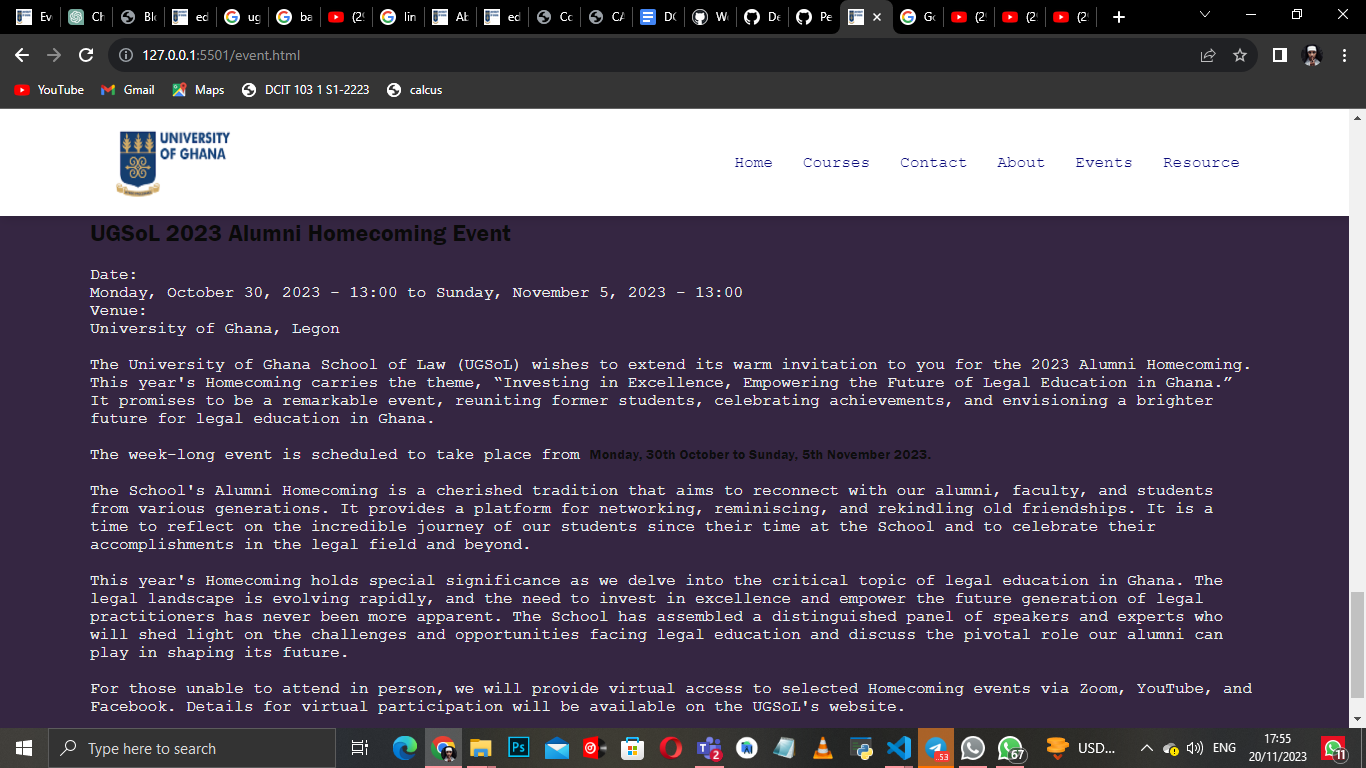 Eve
Ch
Blo
ed
ug
ba
(29
lin
Ab
ed
Co
CA
DC
We
De
Pe
Go
(29
(29
(29
127.0.0.1:5501/event.html
YouTube
Gmail
Maps
DCIT 103 1 S1-2223
calcus
UNIVERSITY
OF GHANA
Home
Courses
Contact
About
Events
Resource
UGSoL 2023 Alumni Homecoming Event
Date:
Monday, October 30, 2023 - 13:00 to Sunday, November 5, 2023 - 13:00
Venue:
University of Ghana, Legon
The University of Ghana School of Law (UGSoL) wishes to extend its warm invitation to you for the 2023 Alumni Homecoming.
This year's Homecoming carries the theme, “Investing in Excellence, Empowering the Future of Legal Education in Ghana.”
It promises to be a remarkable event, reuniting former students, celebrating achievements, and envisioning a brighter
future for legal education in Ghana.
The week-long event is scheduled to take place from Monday, 30th October to Sunday, 5th November 2023.
The School's Alumni Homecoming is a cherished tradition that aims to reconnect with our alumni, faculty, and students
from various generations. It provides a platform for networking, reminiscing, and rekindling old friendships. It is a
time to reflect on the incredible journey of our students since their time at the School and to celebrate their
accomplishments in the legal field and beyond.
This year's Homecoming holds special significance as we delve into the critical topic of legal education in Ghana. The
legal landscape is evolving rapidly, and the need to invest in excellence and empower the future generation of legal
practitioners has never been more apparent. The School has assembled a distinguished panel of speakers and experts who
will shed light on the challenges and opportunities facing legal education and discuss the pivotal role our alumni can
play in shaping its future.
For those unable to attend in person, we will provide virtual access to selected Homecoming events via Zoom, YouTube, and
Facebook. Details for virtual participation will be available on the UGSoL's website.
Type here to search
Ps
2
53
67
USD...
ENG
17:55
20/11/2023
11